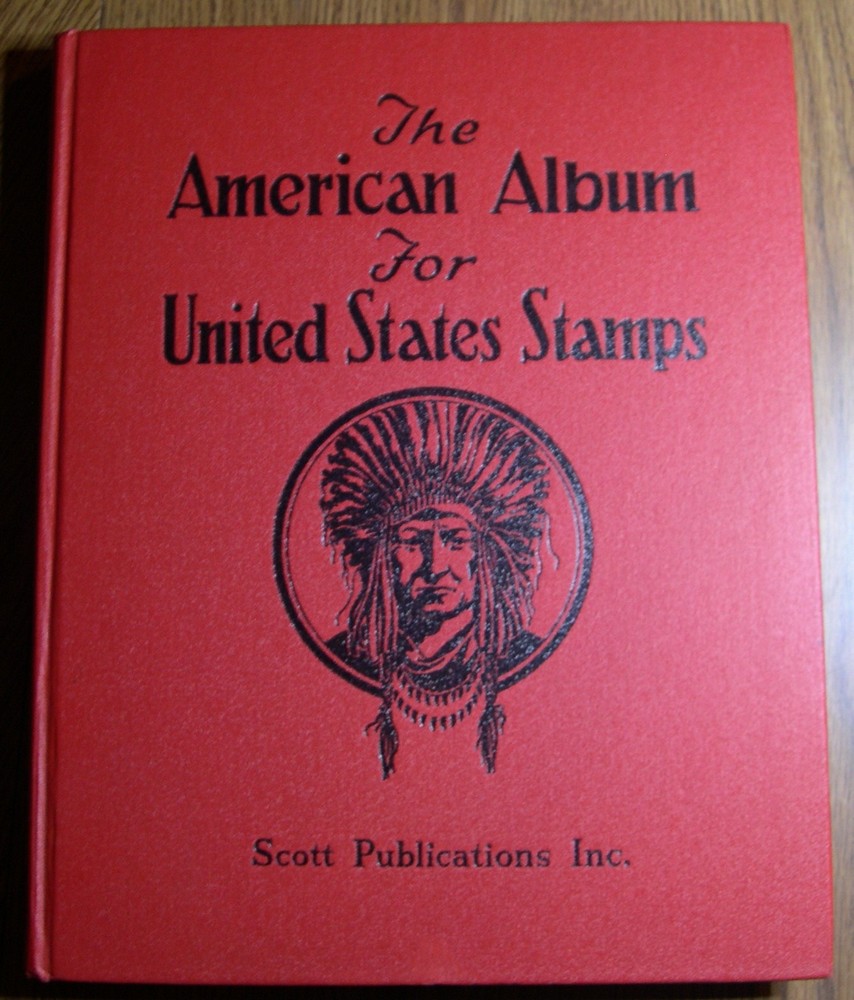 The
American Album
For
United States Stamps
Scott Publications Inc.